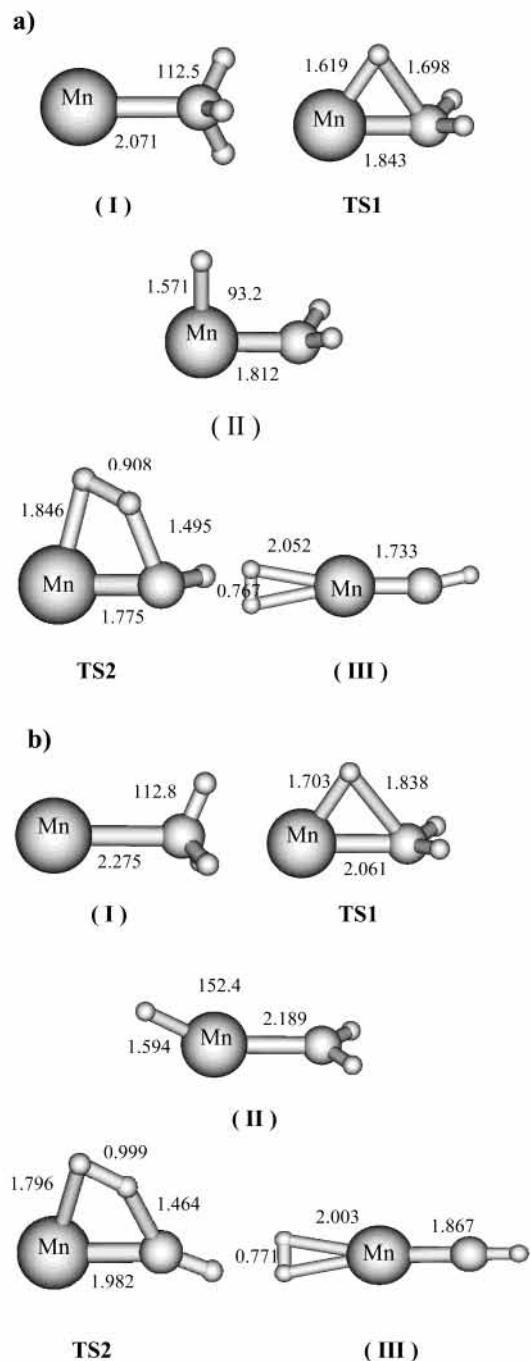 a)
112.5
Mn
2.071
( I )
1.619
1.698
Mn
1.843
TS1
1.571
93.2
Mn
1.812
( II )
0.908
1.846
1.495
Mn
1.775
TS2
2.052
1.733
0.767
Mn
( III )
b)
112.8
Mn
2.275
( I )
1.703
1.838
Mn
2.061
TS1
152.4
2.189
Mn
1.594
( II )
0.999
1.796
1.464
Mn
1.982
TS2
2.003
1.867
0.771
Mn
( III )